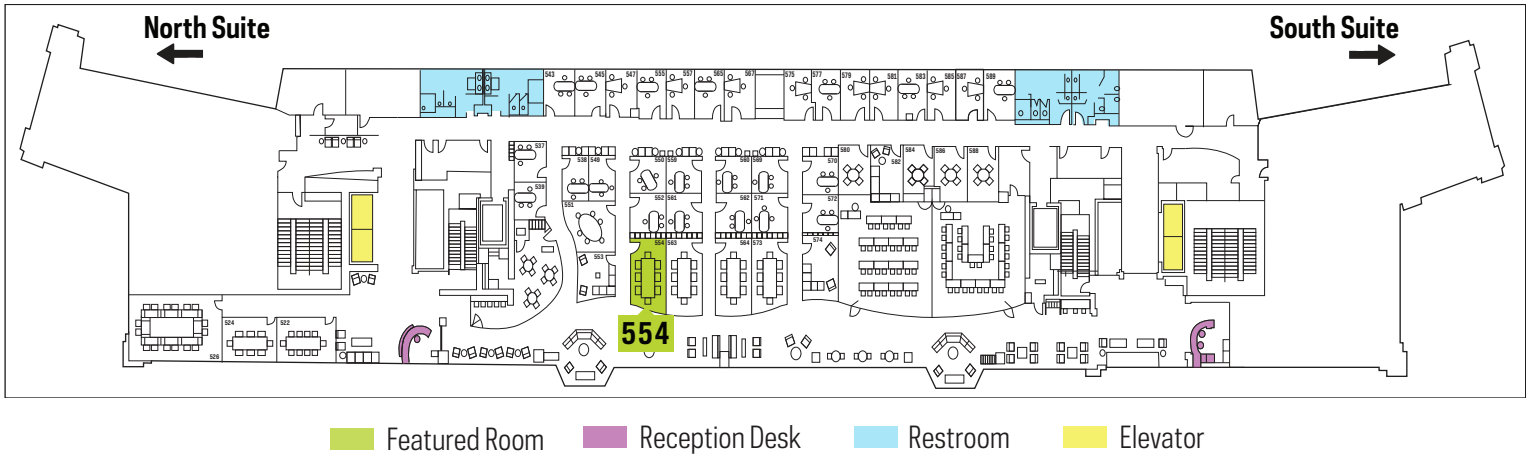 North Suite
South Suite
543 545 547 555 557 565 567 575 577 579 581 583 585 587 589
537 538 549 550 559 560 569 570 580 582 584 586 588
539 552 561 562 571 572
551
554 563 564 573 574
553
524 522
526
554
Featured Room
Reception Desk
Restroom
Elevator